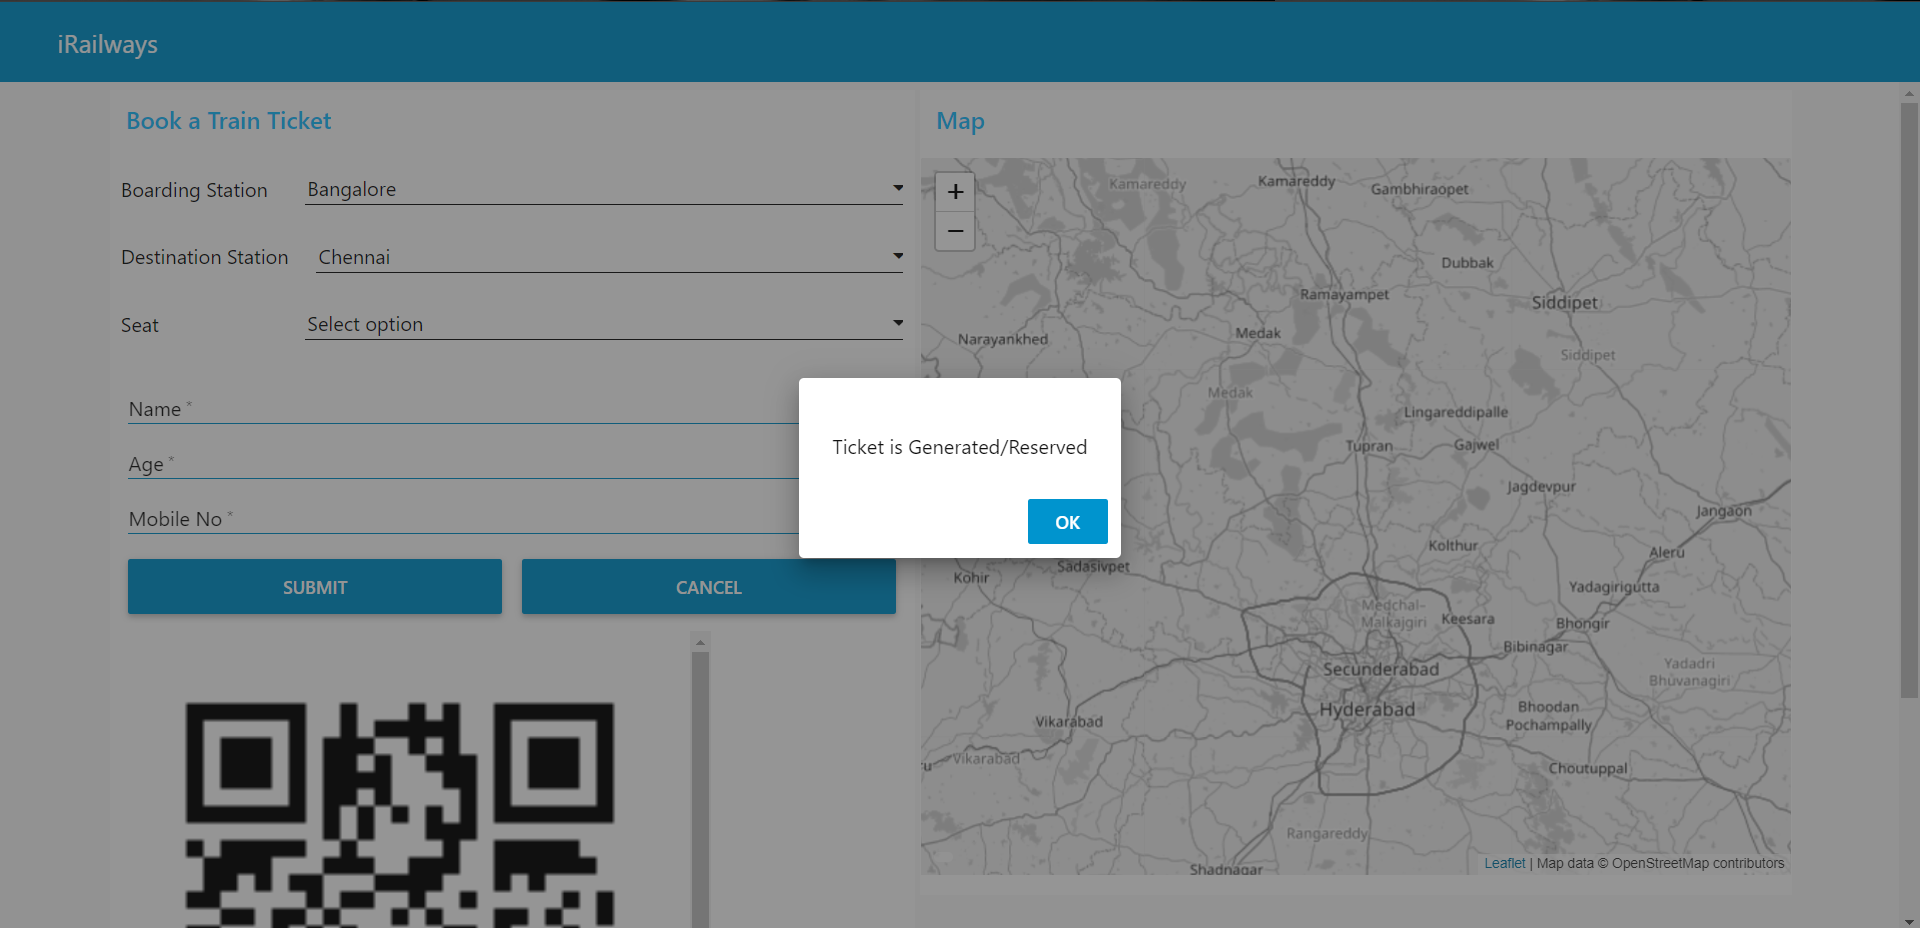 iRailways
Book a Train Ticket
Boarding Station
Bangalore
Destination Station
Chennai
Seat
Select option
Name *
Age *
Mobile No *
SUBMIT
CANCEL
Ticket is Generated/Reserved
OK
Map
+
−
Kamareddy
Kamareddy
Gambhiraopet
Dubbak
Ramayampet
Siddipet
Narayankhed
Medak
Siddipet
Medak
Lingareddipalle
Tupran
Gajwel
Jagdevpur
Jangaon
Kolthur
Aleru
Sadasivpet
Kohir
Yadagirigutta
Medchal–
Malkajgiri
Keesara
Bhongir
Bibinagar
Secunderabad
Yadadri
Bhuvanagiri
Hyderabad
Bhoodan
Pochampally
Vikarabad
Vikarabad
Choutuppal
Rangareddy
Shadnagar
Leaflet | Map data © OpenStreetMap contributors